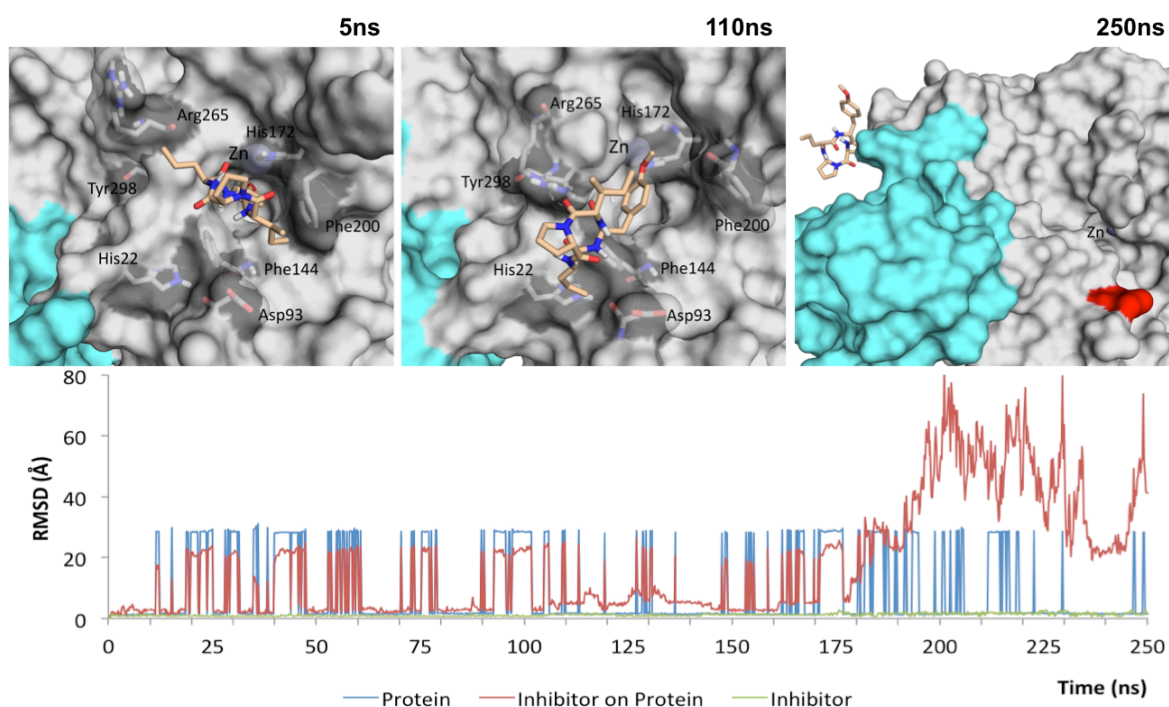 5ns
110ns
250ns
Arg265
His172
Zn
Tyr298
Phe200
His22
Phe144
Asp93
Arg265
His172
Zn
Tyr298
Phe200
His22
Phe144
Asp93
Zn
RMSD (Å)
80
60
40
20
0
0 25 50 75 100 125 150 175 200 225 250
Time (ns)
Protein Inhibitor on Protein Inhibitor